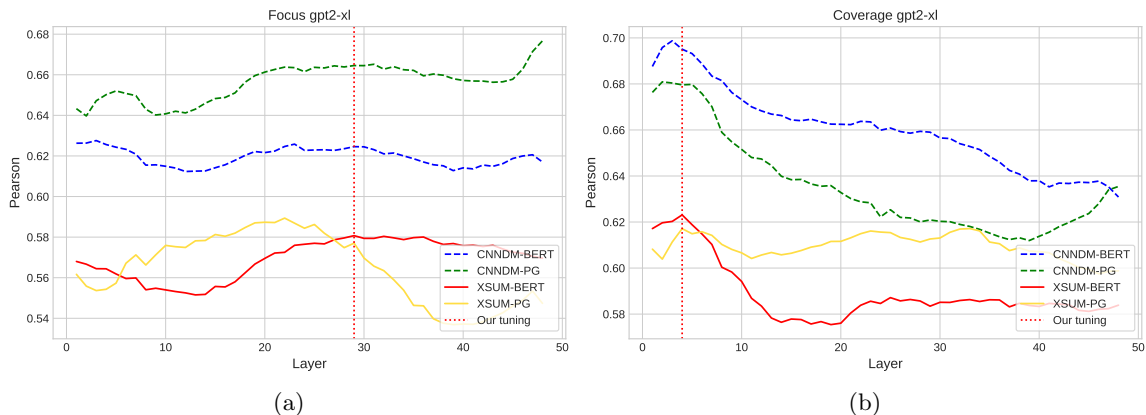 Focus gpt2-xl
0.68
0.66
0.64
0.62
0.60
0.58
0.56
0.54
Pearson
0 10 20 30 40 50
Layer
CNNDM-BERT
CNNDM-PG
XSUM-BERT
XSUM-PG
Our tuning
(a)
Coverage gpt2-xl
0.70
0.68
0.66
0.64
0.62
0.60
0.58
Pearson
0 10 20 30 40 50
Layer
CNNDM-BERT
CNNDM-PG
XSUM-BERT
XSUM-PG
Our tuning
(b)